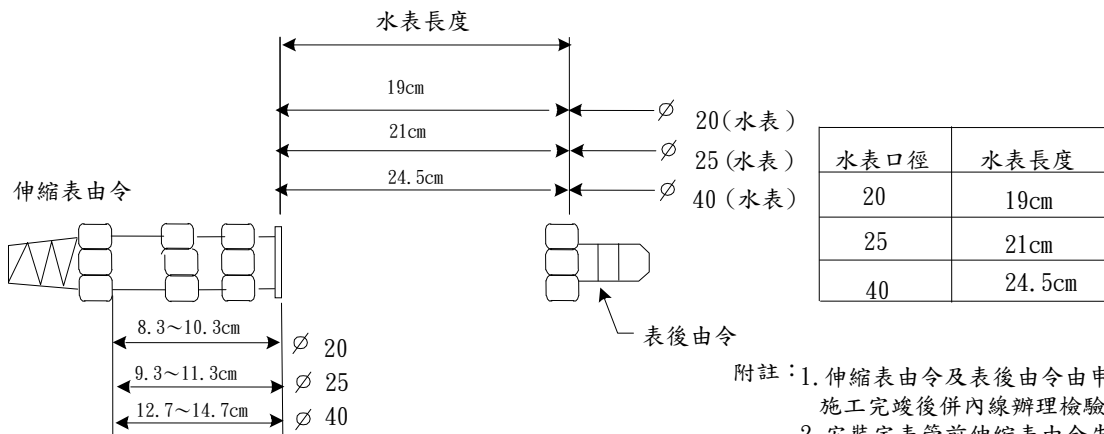 水表長度
19cm
20(水表)
21cm
25(水表)
24.5cm
40(水表)
水表口徑 水表長度
20 19cm
25 21cm
40 24.5cm
伸縮表由令
8.3～10.3cm
∅ 20
9.3～11.3cm
∅ 25
12.7～14.7cm
∅ 40
表後由令
附註：1.伸縮表由令及表後由令由申
施工完竣後併內線辦理檢驗